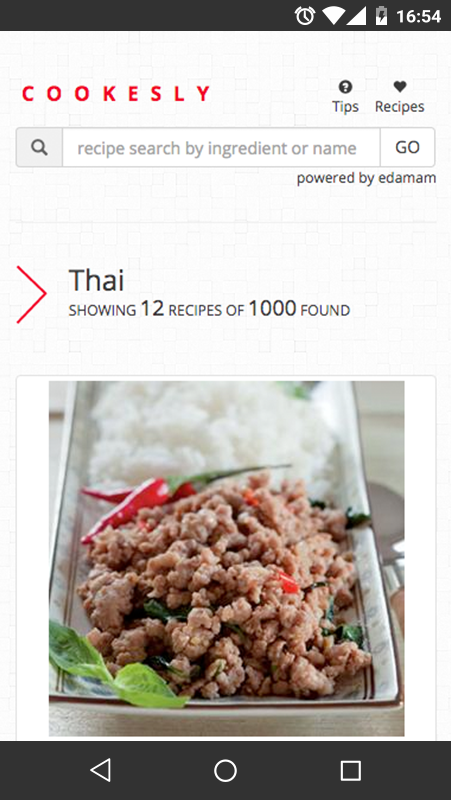 16:54
COOKESLY
Tips Recipes
recipe search by ingredient or name GO
powered by edamam
Thai
SHOWING 12 RECIPES OF 1000 FOUND